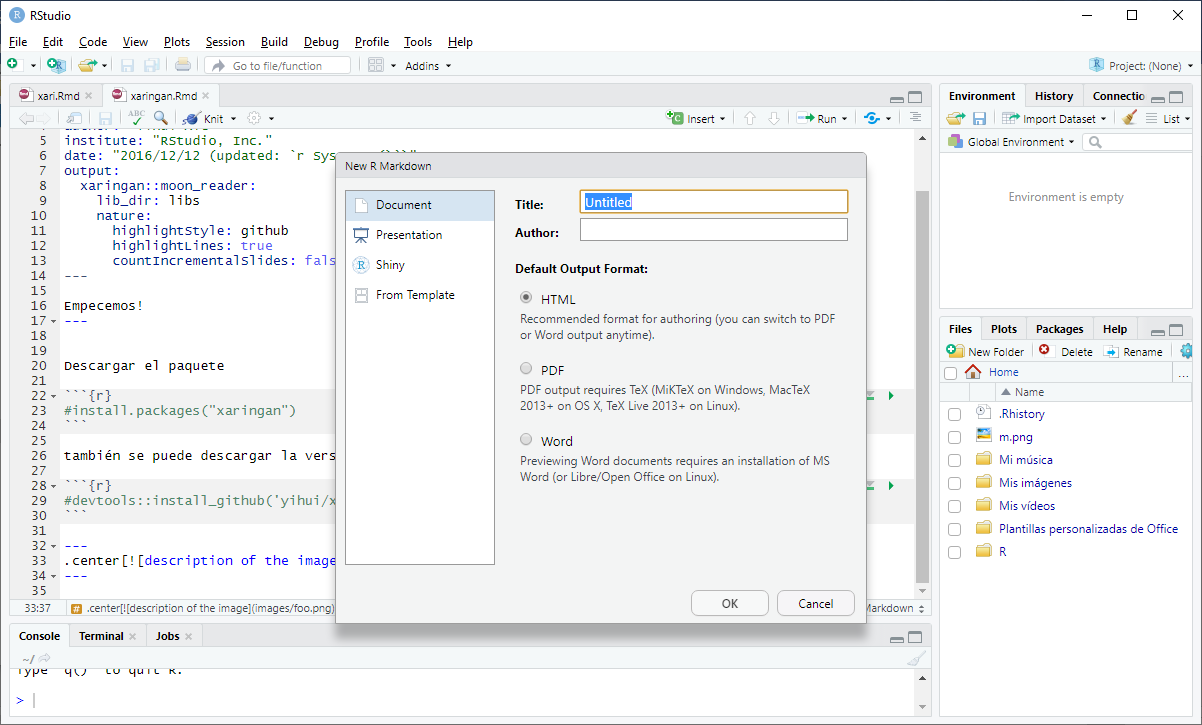 RStudio
File Edit Code View Plots Session Build Debug Profile Tools Help
Go to file/function Addins Project: (None)
xari.Rmd xaringan.Rmd
ABC Knit Insert Run
5 institute: "RStudio, Inc."
6 date: "2016/12/12 (updated: `r Sys
7 output:
8 xaringan::moon_reader:
9 lib_dir: libs
10 nature:
11 highlightStyle: github
12 highlightLines: true
13 countIncrementalSlides: fals
14 ---
15
16 Empecemos!
17 ---
18
19
20 Descargar el paquete
21
22 ```{r}
23 #install.packages("xaringan")
24 ```
25
26 también se puede descargar la vers
27
28 ```{r}
29 #devtools::install_github('yihui/x
30 ```
31
32 ---
33 .center[![description of the image
34 ---
35
33:37 # .center[![description of the image](images/foo.png) Markdown
New R Markdown
Document
Presentation
Shiny
From Template
Title: Untitled
Author:
Default Output Format:
HTML
Recommended format for authoring (you can switch to PDF
or Word output anytime).
PDF
PDF output requires TeX (MiKTeX on Windows, MacTeX
2013+ on OS X, TeX Live 2013+ on Linux).
Word
Previewing Word documents requires an installation of MS
Word (or Libre/Open Office on Linux).
OK Cancel
Console Terminal Jobs
~/
Type 'q()' to quit R.
>
Environment History Connectio
Import Dataset List
Global Environment
Environment is empty
Files Plots Packages Help
New Folder Delete Rename
Home ...
Name
.Rhistory
m.png
Mi música
Mis imágenes
Mis vídeos
Plantillas personalizadas de Office
R